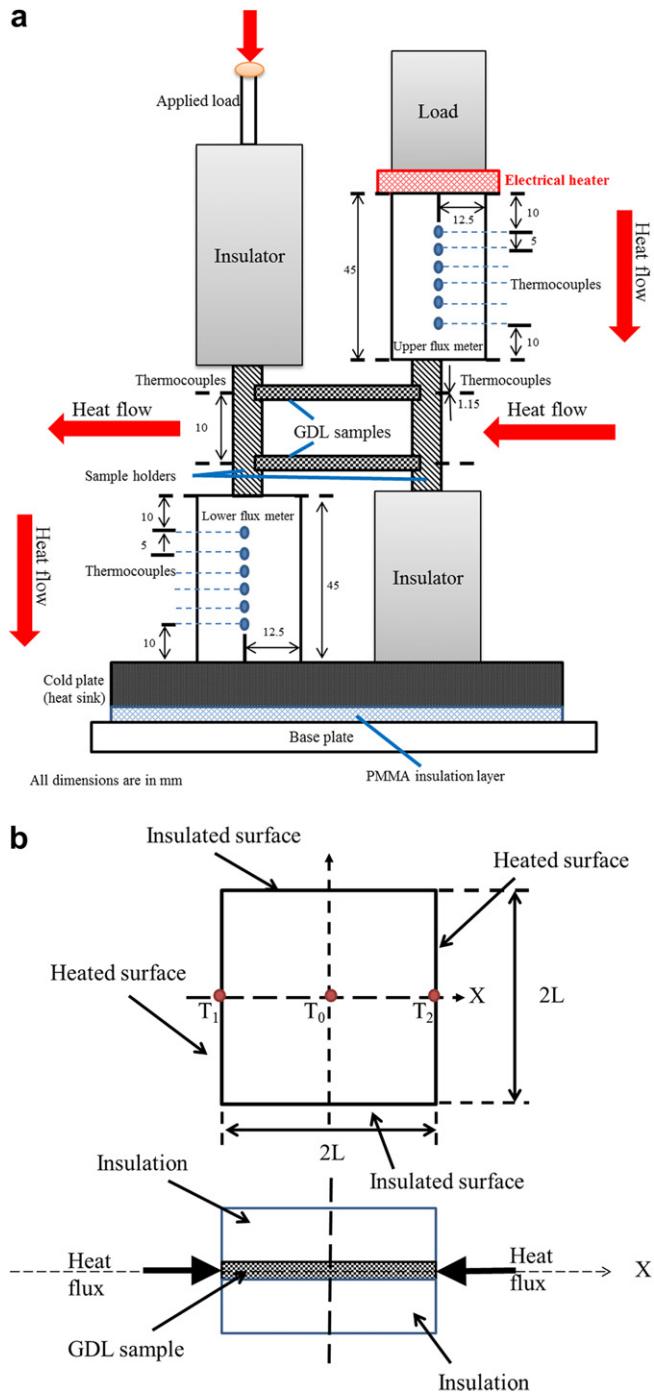 a
Applied load
Load
Electrical heater
Insulator
12.5
10
5
45
Thermocouples
Heat
flow
10
Upper flux meter
Thermocouples
Thermocouples
Heat flow
1.15
Heat flow
10
GDL samples
Sample holders
10
Lower flux meter
5
Heat
flow
Thermocouples
45
Insulator
12.5
10
Cold plate
(heat sink)
Base plate
All dimensions are in mm
PMMA insulation layer
b
Insulated surface
Heated surface
Heated surface
X
2L
T1
T0
T2
2L
Insulated surface
Insulation
Heat
flux
Heat
flux
X
GDL sample
Insulation